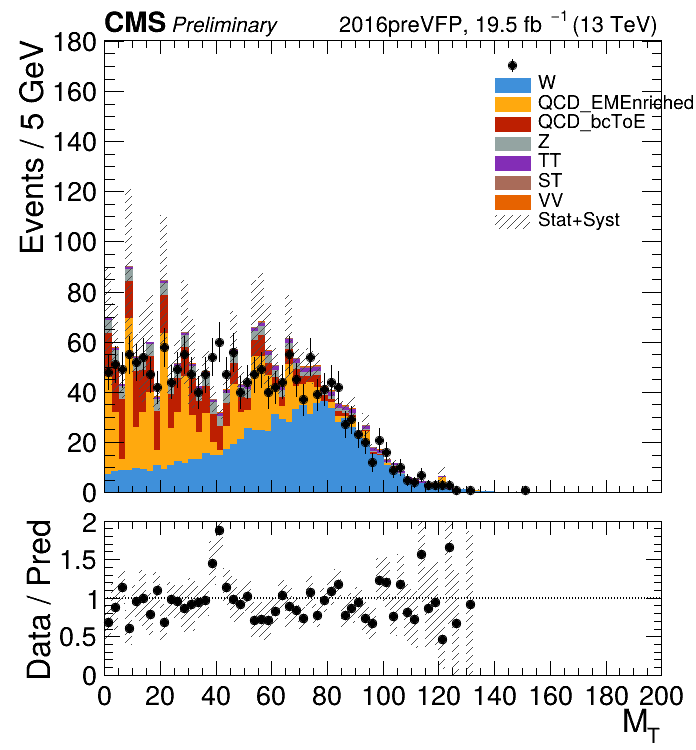 CMS Preliminary 2016preVFP, 19.5 fb⁻¹ (13 TeV)
Events / 5 GeV
180
160
140
120
100
80
60
40
20
0
W
QCD_EMEnriched
QCD_bcToE
Z
TT
ST
VV
Stat+Syst
Data / Pred
2
1.5
1
0.5
0
0 20 40 60 80 100 120 140 160 180 200
M_T